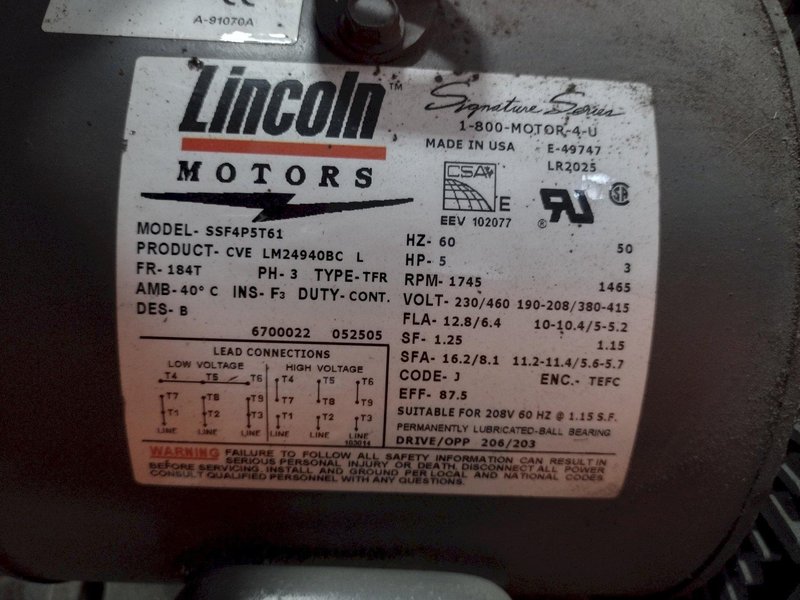 A-91070A
Lincoln™
MOTORS
Signature Series
1-800-MOTOR-4-U
MADE IN USA E-49747
LR2025
CSA
E
EEV 102077
® RU SA
MODEL- SSF4P5T61
PRODUCT- CVE LM24940BC L
FR- 184T PH- 3 TYPE-TFR
AMB-40° C INS- F3 DUTY- CONT.
DES- B
6700022 052505
HZ- 60 50
HP- 5 3
RPM- 1745 1465
VOLT- 230/460 190-208/380-415
FLA- 12.8/6.4 10-10.4/5-5.2
SF- 1.25 1.15
SFA- 16.2/8.1 11.2-11.4/5.6-5.7
CODE- J ENC.- TEFC
EFF- 87.5
SUITABLE FOR 208V 60 HZ @ 1.15 S.F.
PERMANENTLY LUBRICATED-BALL BEARING
DRIVE/OPP 206/203
LEAD CONNECTIONS
LOW VOLTAGE HIGH VOLTAGE
T4 T5 T6 T4 T5 T6
T7 T8 T9 T7 T8 T9
T1 T2 T3 T1 T2 T3
LINE LINE LINE LINE LINE LINE
163014
WARNING FAILURE TO FOLLOW ALL SAFETY INFORMATION CAN RESULT IN
SERIOUS PERSONAL INJURY OR DEATH, DISCONNECT ALL POWER
BEFORE SERVICING. INSTALL AND GROUND PER LOCAL AND NATIONAL CODES
CONSULT QUALIFIED PERSONNEL WITH ANY QUESTIONS.